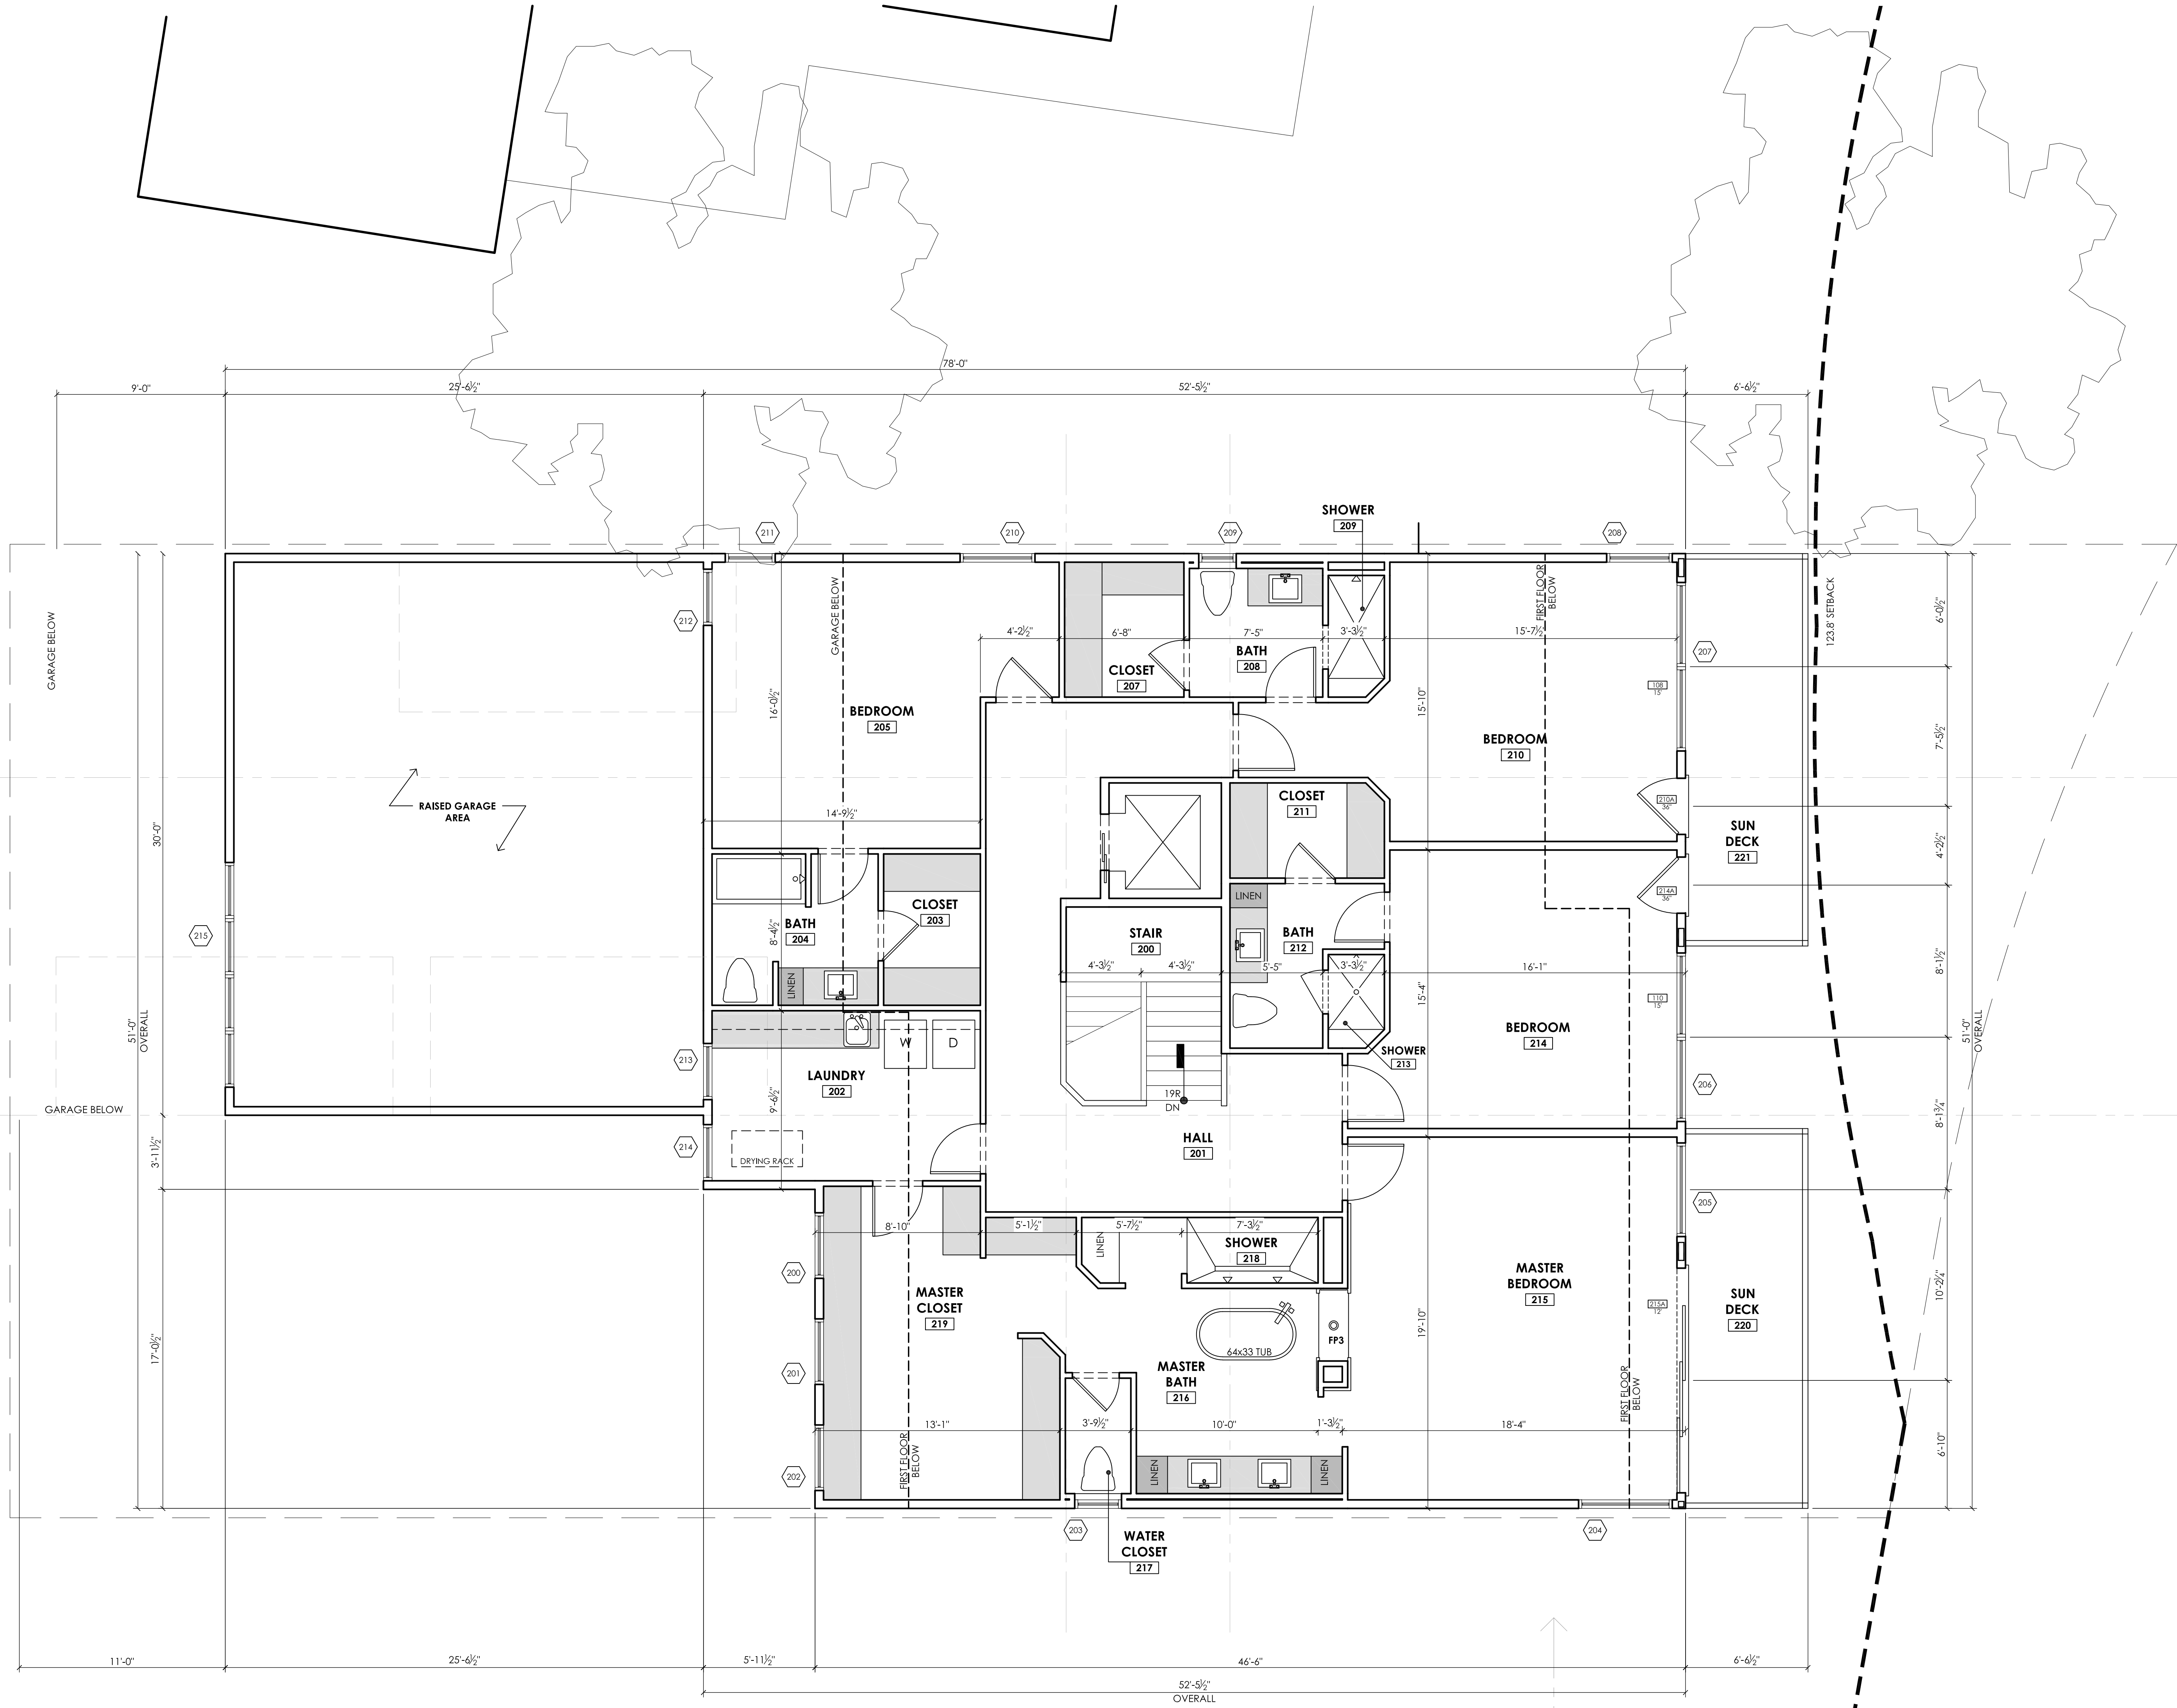 78'-0"
9'-0"
25'-6½"
52'-5½"
6'-6½"
SHOWER
209
211
210
209
208
GARAGE BELOW
212
GARAGE BELOW
4'-2½"
6'-8"
7'-5"
3'-3½"
15'-7½"
FIRST FLOOR
BELOW
6'-0½"
123.8' SETBACK
BATH
208
207
CLOSET
207
108
15'
16'-0½"
BEDROOM
205
15'-10"
BEDROOM
210
7'-5½"
RAISED GARAGE
AREA
14'-9½"
CLOSET
211
210A
36"
SUN
DECK
221
30'-0"
4'-2½"
214A
36"
LINEN
CLOSET
203
BATH
204
8'-4½"
STAIR
200
BATH
212
215
4'-3½"
4'-3½"
5'-5"
3'-3½"
16'-1"
8'-1½"
LINEN
15'-4"
110
15'
51'-0"
OVERALL
W
D
BEDROOM
214
51'-0"
OVERALL
213
SHOWER
213
LAUNDRY
202
206
9'-6½"
19R
DN
GARAGE BELOW
8'-1¾"
214
DRYING RACK
HALL
201
3'-11½"
205
8'-10"
5'-1½"
5'-7½"
7'-3½"
LINEN
SHOWER
218
200
MASTER
CLOSET
219
MASTER
BEDROOM
215
215A
12'
SUN
DECK
220
10'-2¼"
19'-10"
FP3
64x33 TUB
17'-0½"
201
MASTER
BATH
216
FIRST FLOOR
BELOW
13'-1"
3'-9½"
10'-0"
1'-3½"
18'-4"
6'-10"
FIRST FLOOR
BELOW
202
LINEN
LINEN
203
204
WATER
CLOSET
217
11'-0"
25'-6½"
5'-11½"
46'-6"
6'-6½"
52'-5½"
OVERALL